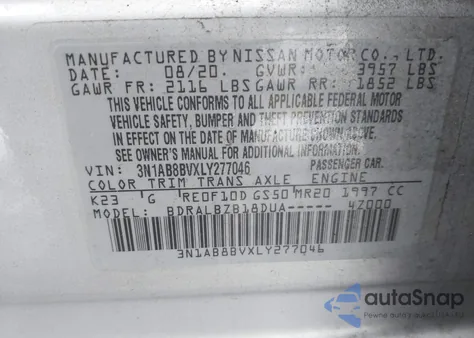 MANUFACTURED BY NISSAN MOTOR CO., LTD.
DATE: 08/20. GVWR: 3957 LBS
GAWR FR: 2116 LBS GAWR RR: 1852 LBS
THIS VEHICLE CONFORMS TO ALL APPLICABLE FEDERAL MOTOR
VEHICLE SAFETY, BUMPER AND THEFT PREVENTION STANDARDS
IN EFFECT ON THE DATE OF MANUFACTURE SHOWN ABOVE.
SEE OWNER'S MANUAL FOR ADDITIONAL INFORMATION.
VIN: 3N1AB8BVXLY277046 PASSENGER CAR.
COLOR TRIM TRANS AXLE ENGINE
K23 G RE0F10D GS50 MR20 1997 CC
MODEL: BDRALBZB18DUA----- 4Z000
3N1AB8BVXLY277046
autoSnap